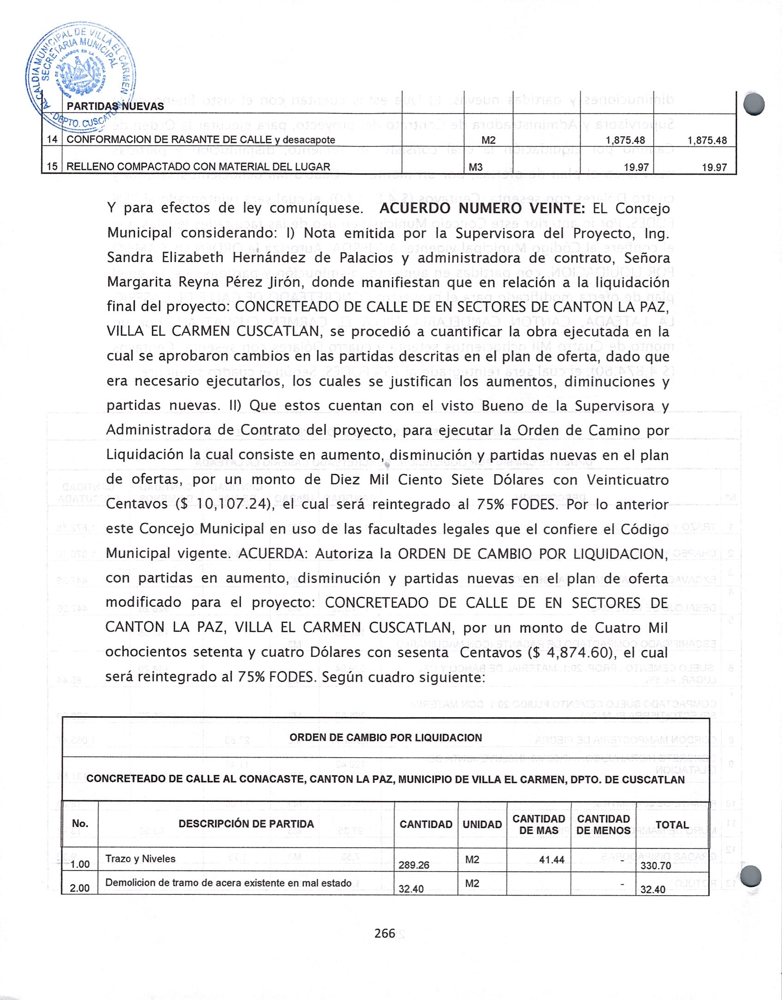 ALCALDIA MUNICIPAL DE VILLA EL CARMEN
SECRETARIA MUNICIPAL
REPUBLICA DE EL SALVADOR EN LA AMERICA CENTRAL
- DEPTO. CUSCATLAN -
PARTIDAS NUEVAS
14 CONFORMACION DE RASANTE DE CALLE y desacapote M2 1,875.48 1,875.48
15 RELLENO COMPACTADO CON MATERIAL DEL LUGAR M3 19.97 19.97
Y para efectos de ley comuníquese. ACUERDO NUMERO VEINTE: EL Concejo
Municipal considerando: I) Nota emitida por la Supervisora del Proyecto, Ing.
Sandra Elizabeth Hernández de Palacios y administradora de contrato, Señora
Margarita Reyna Pérez Jirón, donde manifiestan que en relación a la liquidación
final del proyecto: CONCRETEADO DE CALLE DE EN SECTORES DE CANTON LA PAZ,
VILLA EL CARMEN CUSCATLAN, se procedió a cuantificar la obra ejecutada en la
cual se aprobaron cambios en las partidas descritas en el plan de oferta, dado que
era necesario ejecutarlos, los cuales se justifican los aumentos, diminuciones y
partidas nuevas. II) Que estos cuentan con el visto Bueno de la Supervisora y
Administradora de Contrato del proyecto, para ejecutar la Orden de Camino por
Liquidación la cual consiste en aumento, disminución y partidas nuevas en el plan
de ofertas, por un monto de Diez Mil Ciento Siete Dólares con Veinticuatro
Centavos ($ 10,107.24), el cual será reintegrado al 75% FODES. Por lo anterior
este Concejo Municipal en uso de las facultades legales que el confiere el Código
Municipal vigente. ACUERDA: Autoriza la ORDEN DE CAMBIO POR LIQUIDACION,
con partidas en aumento, disminución y partidas nuevas en el plan de oferta
modificado para el proyecto: CONCRETEADO DE CALLE DE EN SECTORES DE
CANTON LA PAZ, VILLA EL CARMEN CUSCATLAN, por un monto de Cuatro Mil
ochocientos setenta y cuatro Dólares con sesenta Centavos ($ 4,874.60), el cual
será reintegrado al 75% FODES. Según cuadro siguiente:
ORDEN DE CAMBIO POR LIQUIDACION
CONCRETEADO DE CALLE AL CONACASTE, CANTON LA PAZ, MUNICIPIO DE VILLA EL CARMEN, DPTO. DE CUSCATLAN
No. DESCRIPCIÓN DE PARTIDA CANTIDAD UNIDAD CANTIDAD DE MAS CANTIDAD DE MENOS TOTAL
1.00 Trazo y Niveles 289.26 M2 41.44 - 330.70
2.00 Demolicion de tramo de acera existente en mal estado 32.40 M2 - 32.40
266